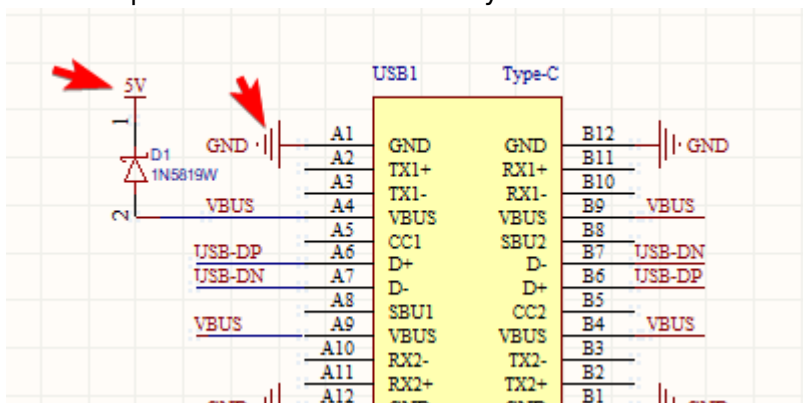 USB1 Type-C
5V
1
D1
1N5819W
2
GND A1 GND GND B12 GND
A2 TX1+ RX1+ B11
A3 TX1- RX1- B10
VBUS A4 VBUS VBUS B9 VBUS
A5 CC1 SBU2 B8
USB-DP A6 D+ D- B7 USB-DN
USB-DN A7 D- D+ B6 USB-DP
A8 SBU1 CC2 B5
VBUS A9 VBUS VBUS B4 VBUS
A10 RX2- TX2- B3
A11 RX2+ TX2+ B2
A12 B1